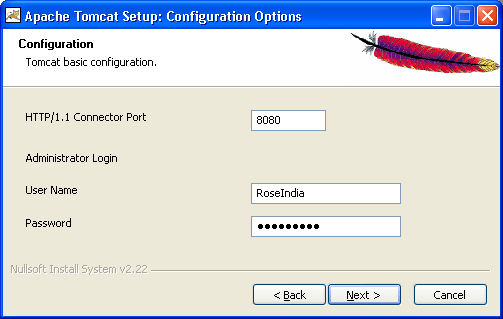 Apache Tomcat Setup: Configuration Options
Configuration
Tomcat basic configuration.
HTTP/1.1 Connector Port 8080
Administrator Login
User Name RoseIndia
Password ●●●●●●●●●
Nullsoft Install System v2.22
< Back Next > Cancel